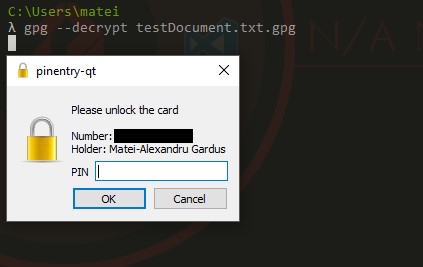 C:\Users\matei
λ gpg --decrypt testDocument.txt.gpg
pinentry-qt
Please unlock the card
Number:
Holder: Matei-Alexandru Gardus
PIN
OK Cancel
N/AN